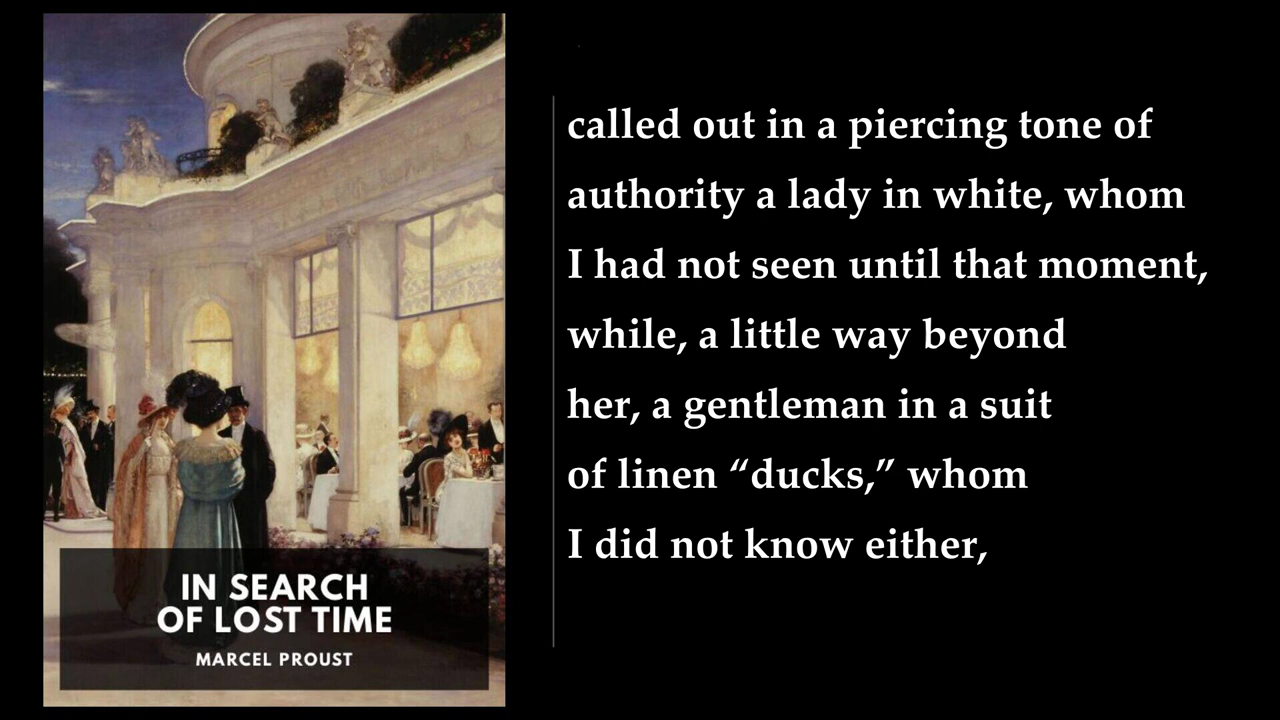 IN SEARCH
OF LOST TIME
MARCEL PROUST
called out in a piercing tone of
authority a lady in white, whom
I had not seen until that moment,
while, a little way beyond
her, a gentleman in a suit
of linen “ducks,” whom
I did not know either,